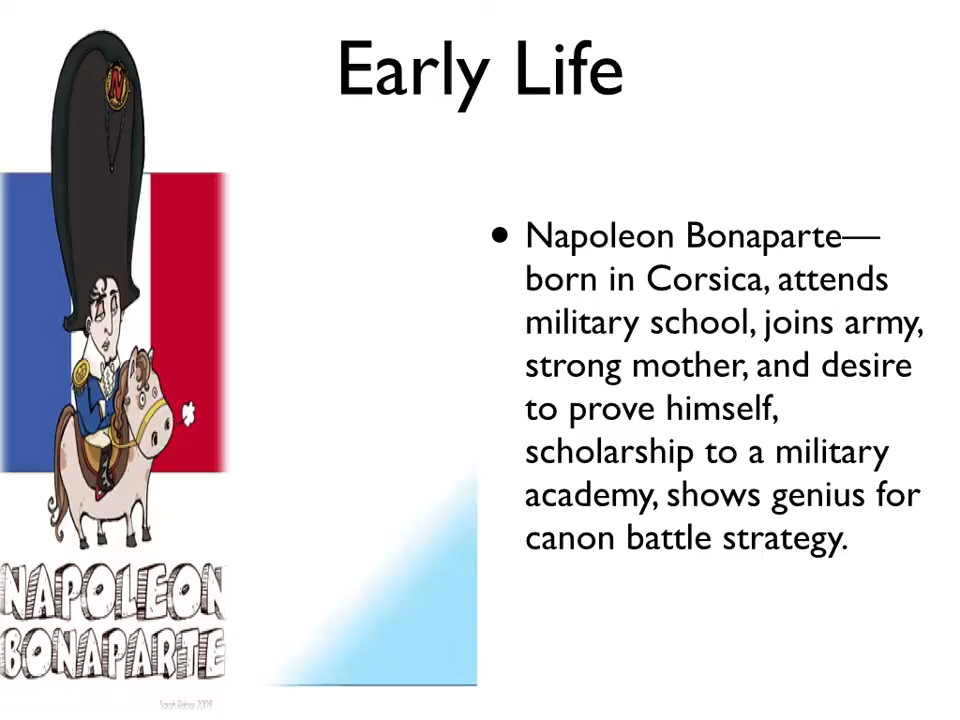 Early Life
N
• Napoleon Bonaparte—
born in Corsica, attends
military school, joins army,
strong mother, and desire
to prove himself,
scholarship to a military
academy, shows genius for
canon battle strategy.
NAPOLEON
BONAPARTE
2009